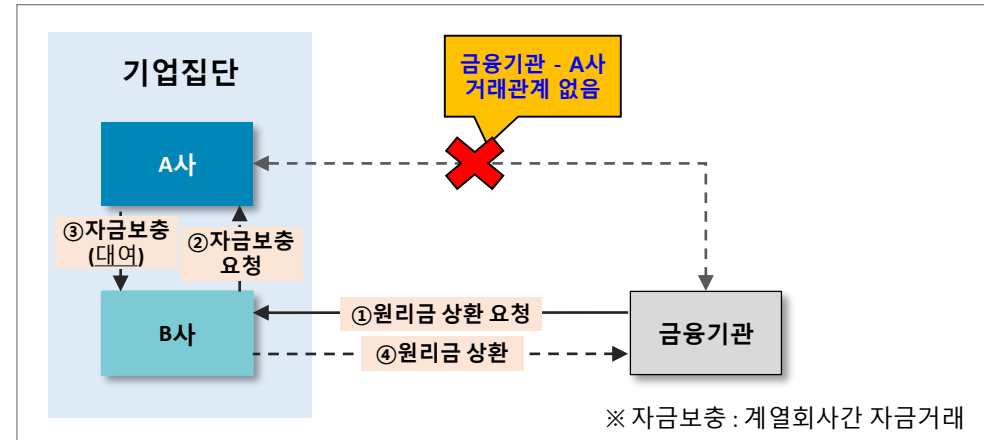 기업집단
금융기관 - A사
거래관계 없음
A사
③자금보충
(대여)
②자금보충
요청
B사
①원리금 상환 요청
④원리금 상환
금융기관
※ 자금보충 : 계열회사간 자금거래